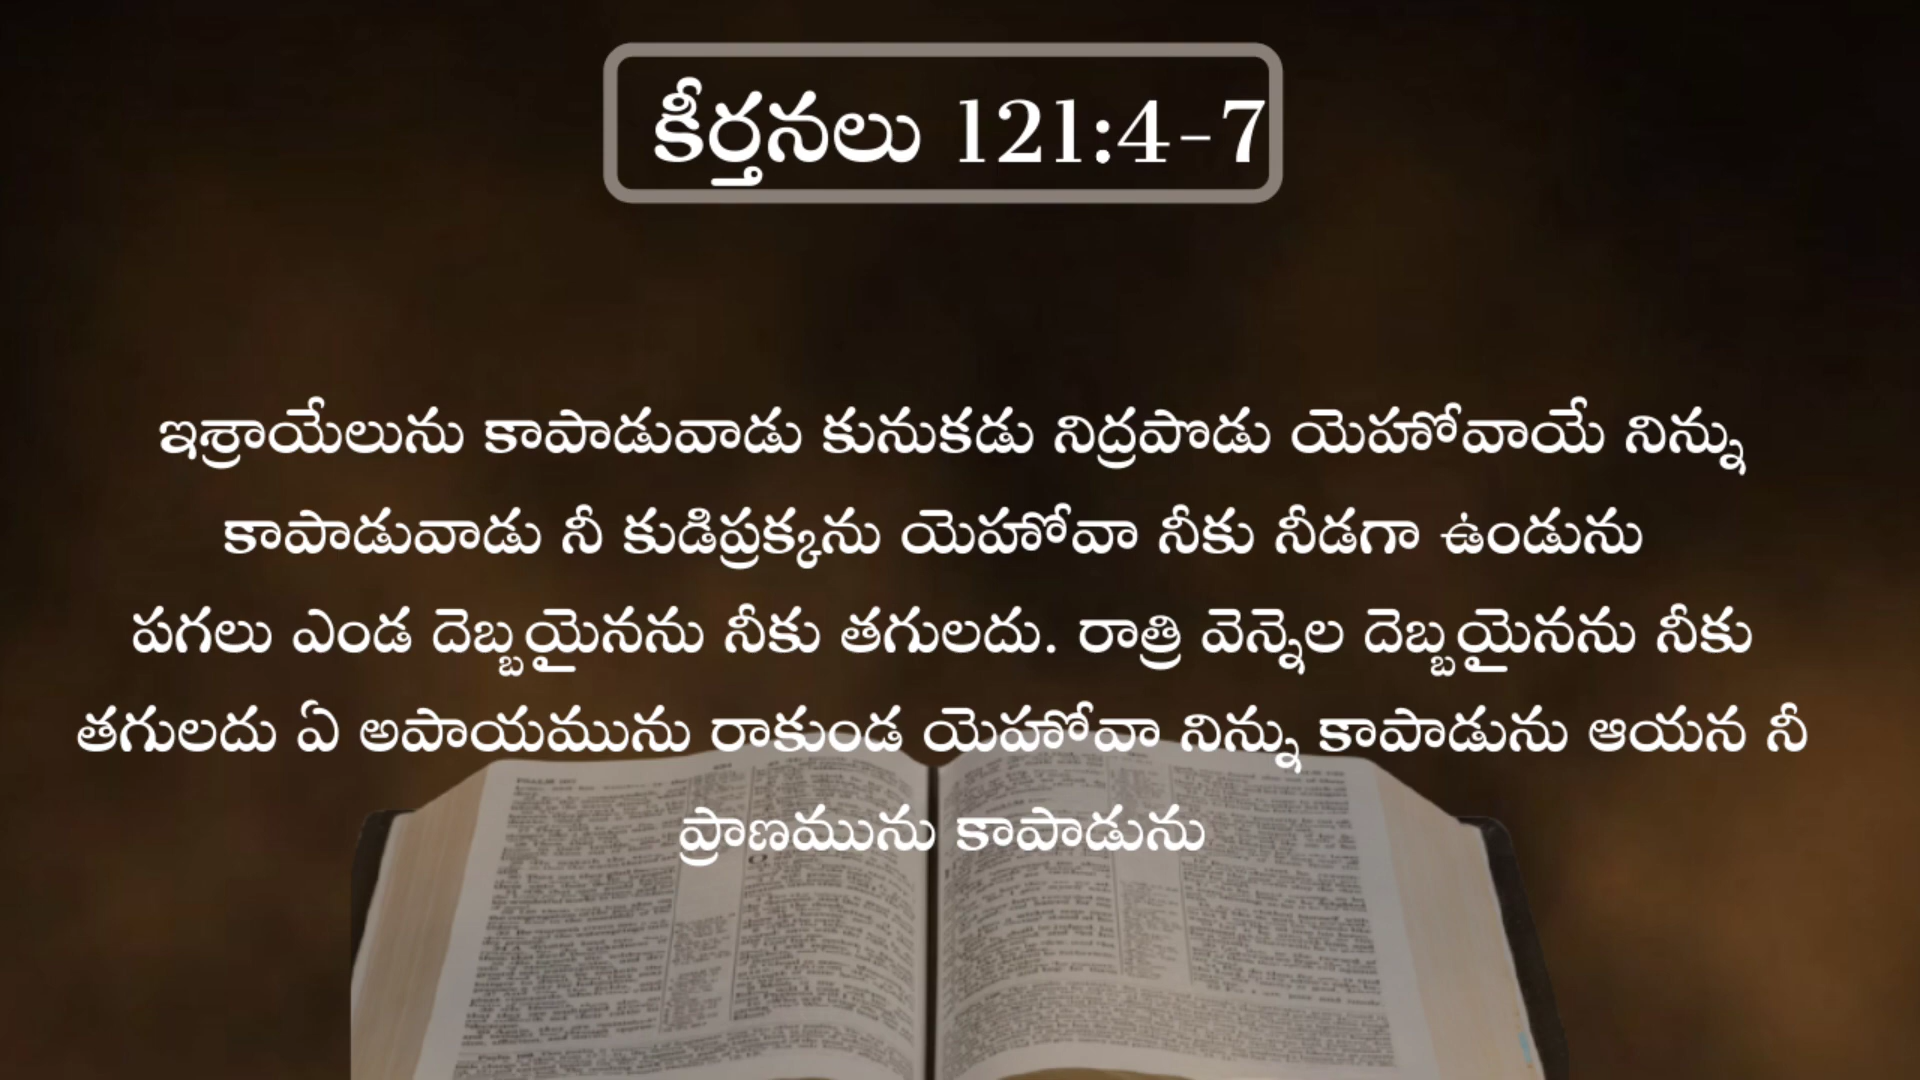 కీర్తనలు 121:4-7
ఇశ్రాయేలును కాపాడువాడు కునుకడు నిద్రపొడు యెహోవాయే నిన్ను
కాపాడువాడు నీ కుడిప్రక్కను యెహోవా నీకు నీడగా ఉండును
పగలు ఎండ దెబ్బయైనను నీకు తగులదు. రాత్రి వెన్నెల దెబ్బయైనను నీకు
తగులదు ఏ అపాయమును రాకుండ యెహోవా నిన్ను కాపాడును ఆయన నీ
ప్రాణమును కాపాడును